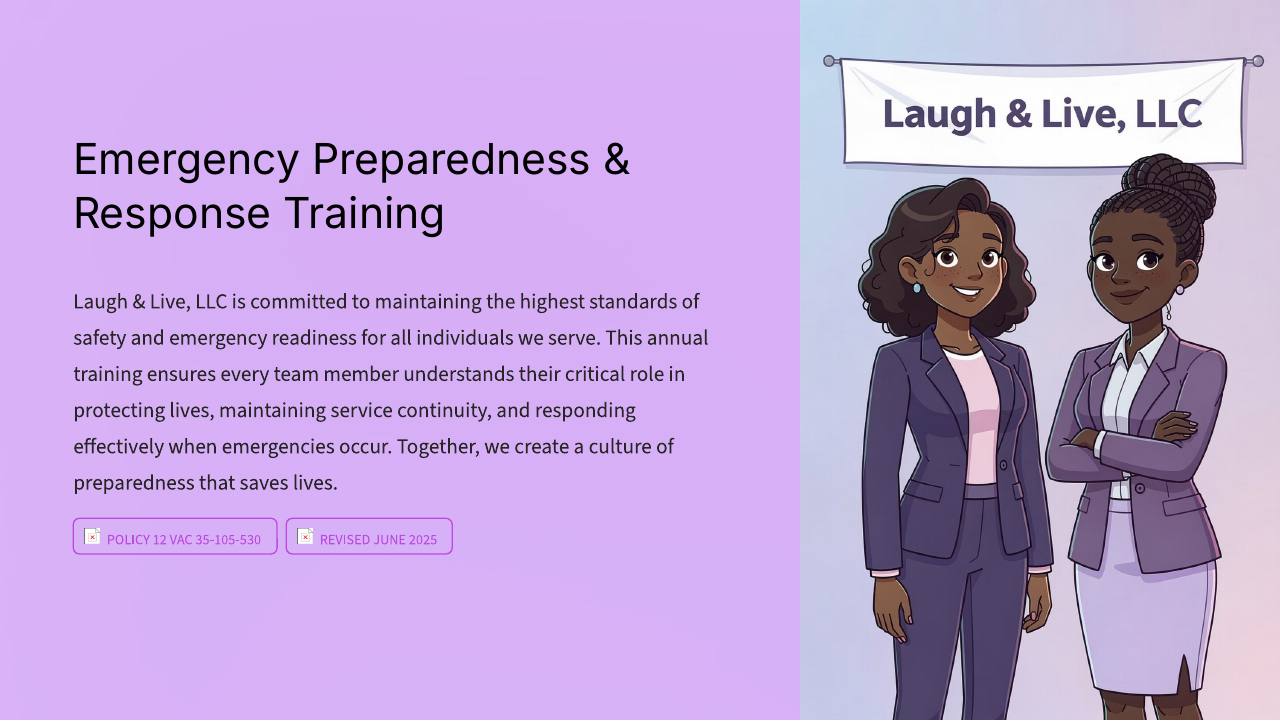 Emergency Preparedness &
Response Training
Laugh & Live, LLC is committed to maintaining the highest standards of
safety and emergency readiness for all individuals we serve. This annual
training ensures every team member understands their critical role in
protecting lives, maintaining service continuity, and responding
effectively when emergencies occur. Together, we create a culture of
preparedness that saves lives.
POLICY 12 VAC 35-105-530
REVISED JUNE 2025
Laugh & Live, LLC